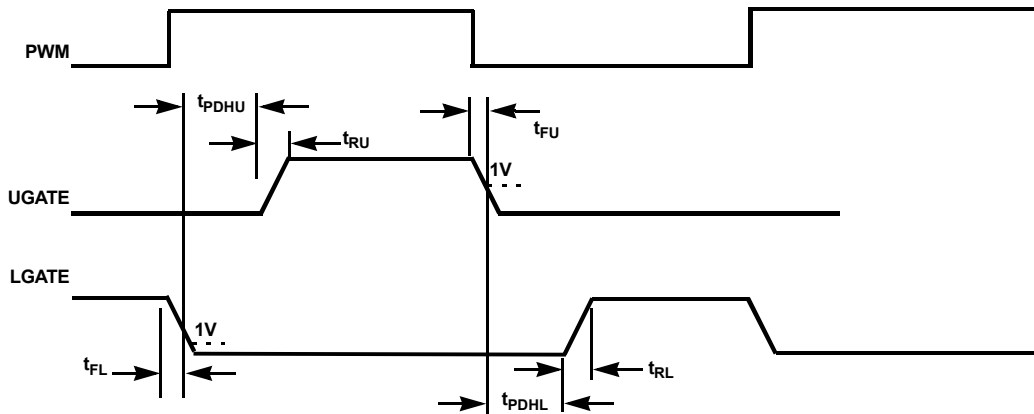 PWM
tPDHU
tRU
tFU
1V
UGATE
LGATE
1V
tFL
tRL
tPDHL